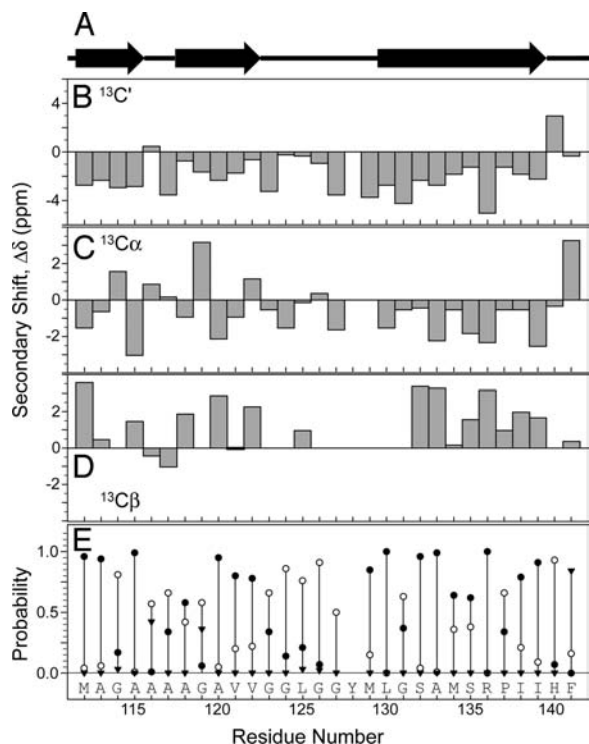 A
B 13C'
4
0
-4
C 13Cα
2
0
-2
Secondary Shift, Δδ (ppm)
2
0
-2
D
13Cβ
E
1.0
0.5
0.0
Probability
M A G A A A A G A V V G G L G G Y M L G S A M S R P I I H F
115 120 125 130 135 140
Residue Number